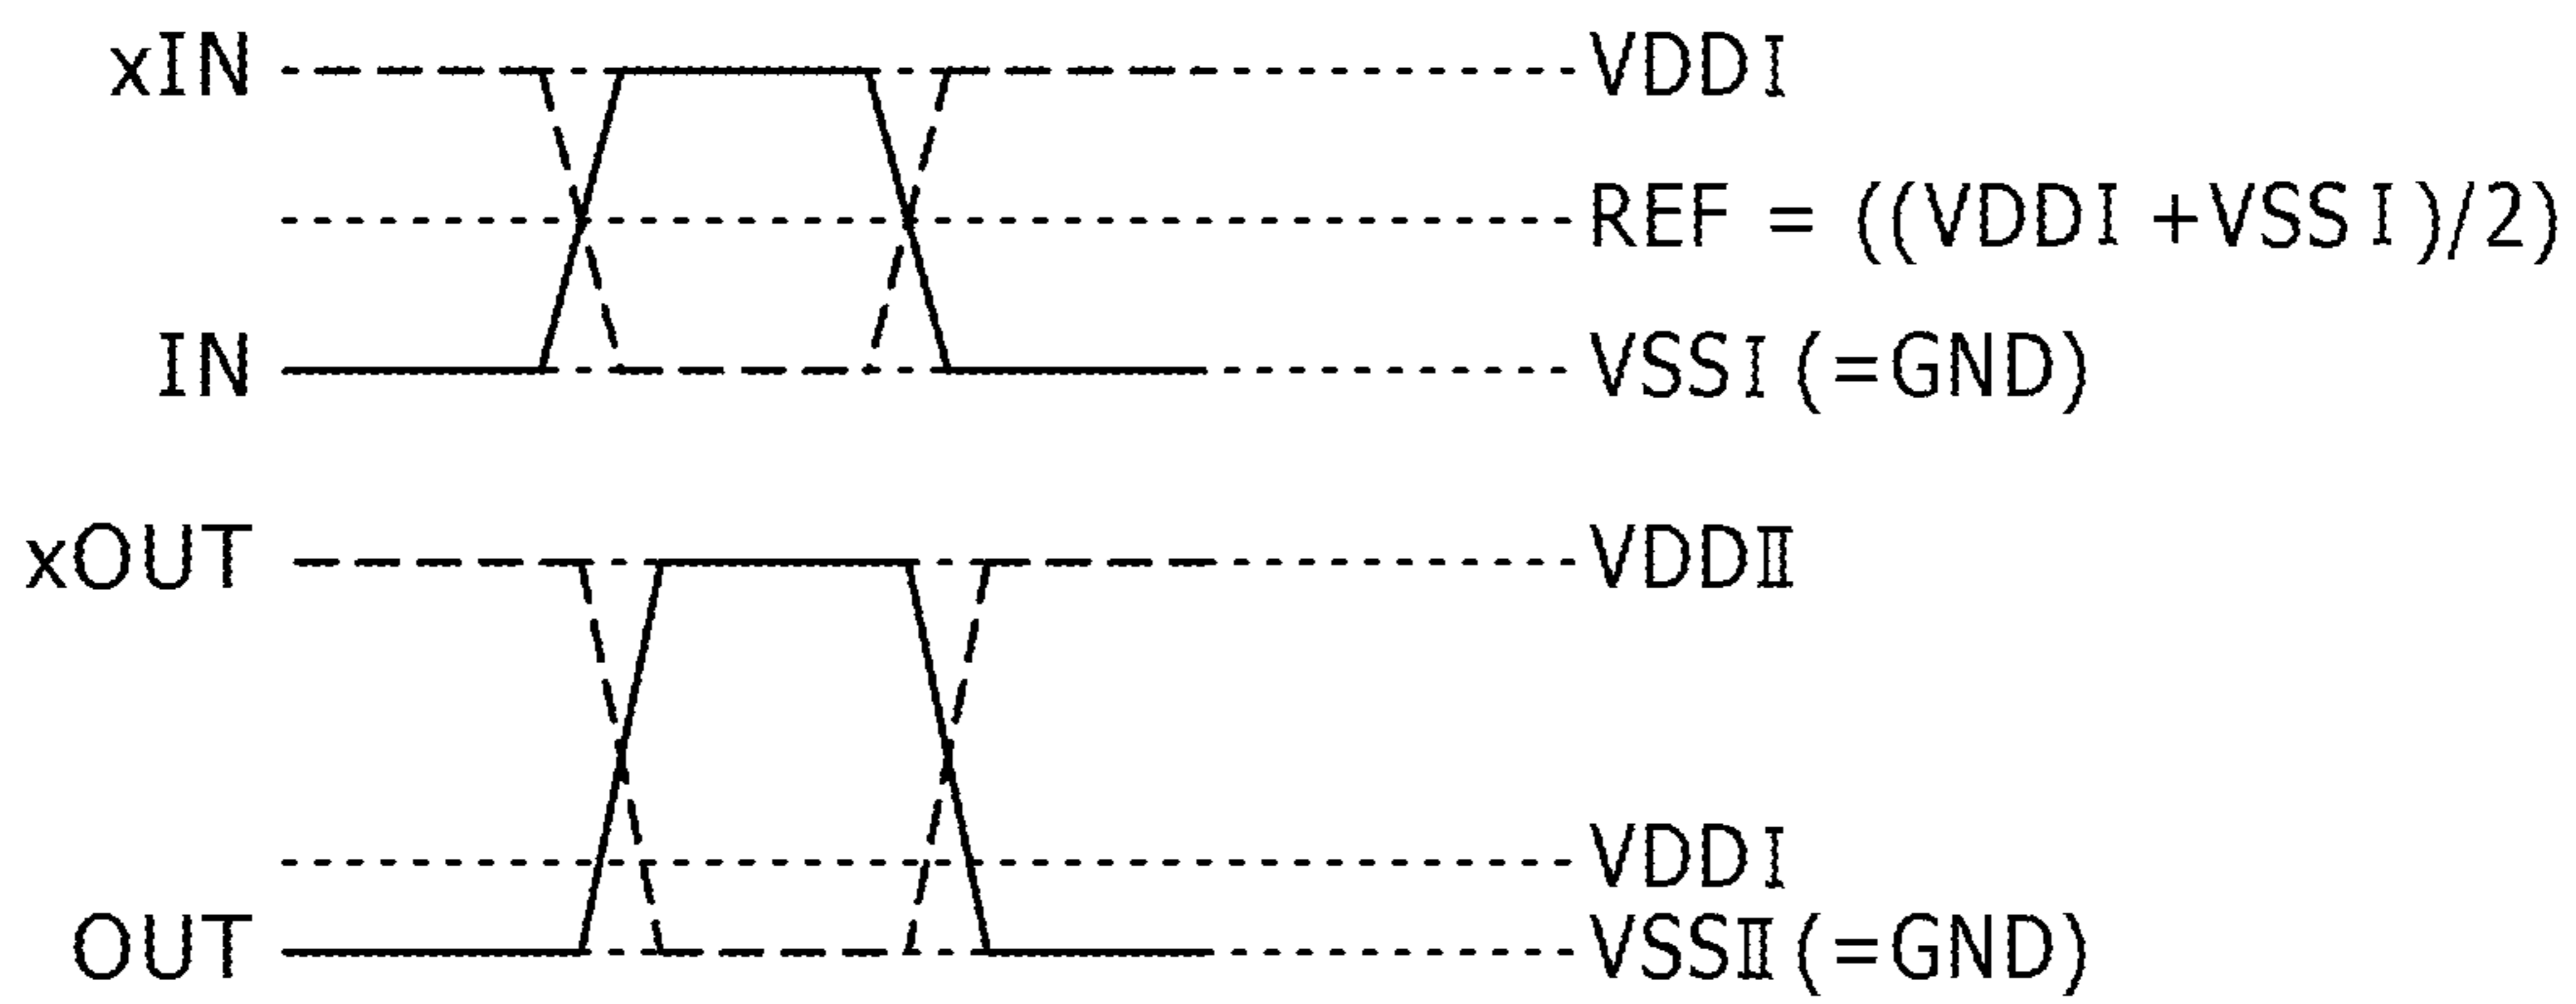 xIN VDDI
REF = ((VDDI +VSSI)/2)
IN VSSI (=GND)
xOUT VDDⅡ
VDDI
OUT VSSⅡ (=GND)